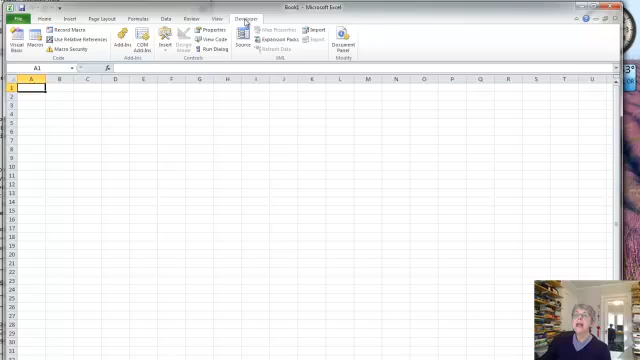 Book1 - Microsoft Excel
File Home Insert Page Layout Formulas Data Review View Developer
Visual Basic
Macros
Record Macro
Use Relative References
Macro Security
Code
Add-Ins
COM Add-Ins
Add-Ins
Insert
Design Mode
Properties
View Code
Run Dialog
Controls
Source
Map Properties
Expansion Packs
Refresh Data
Import
Export
XML
Document Panel
Modify
A1
fx
A B C D E F G H I J K L M N O P Q R S T U
1
2
3
4
5
6
7
8
9
10
11
12
13
14
15
16
17
18
19
20
21
22
23
24
25
26
27
28
29
30
31
32